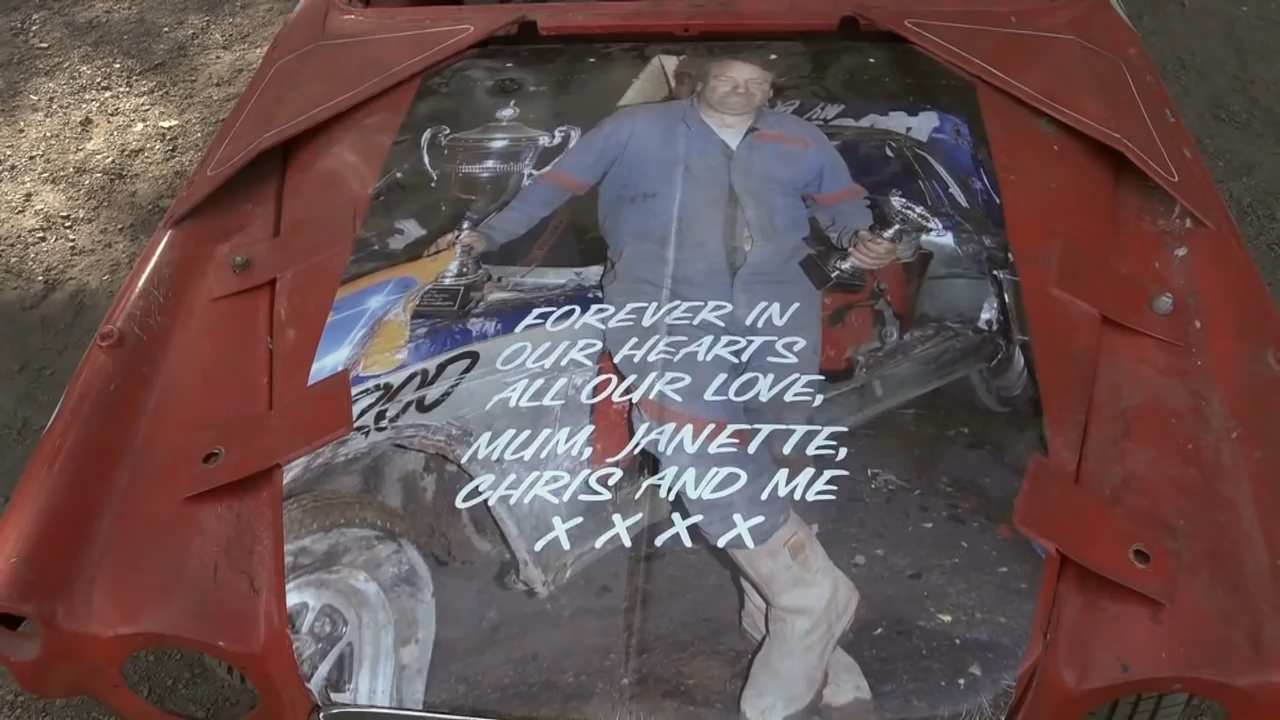 FOREVER IN
OUR HEARTS
ALL OUR LOVE,
MUM, JANETTE,
CHRIS AND ME
X X X X